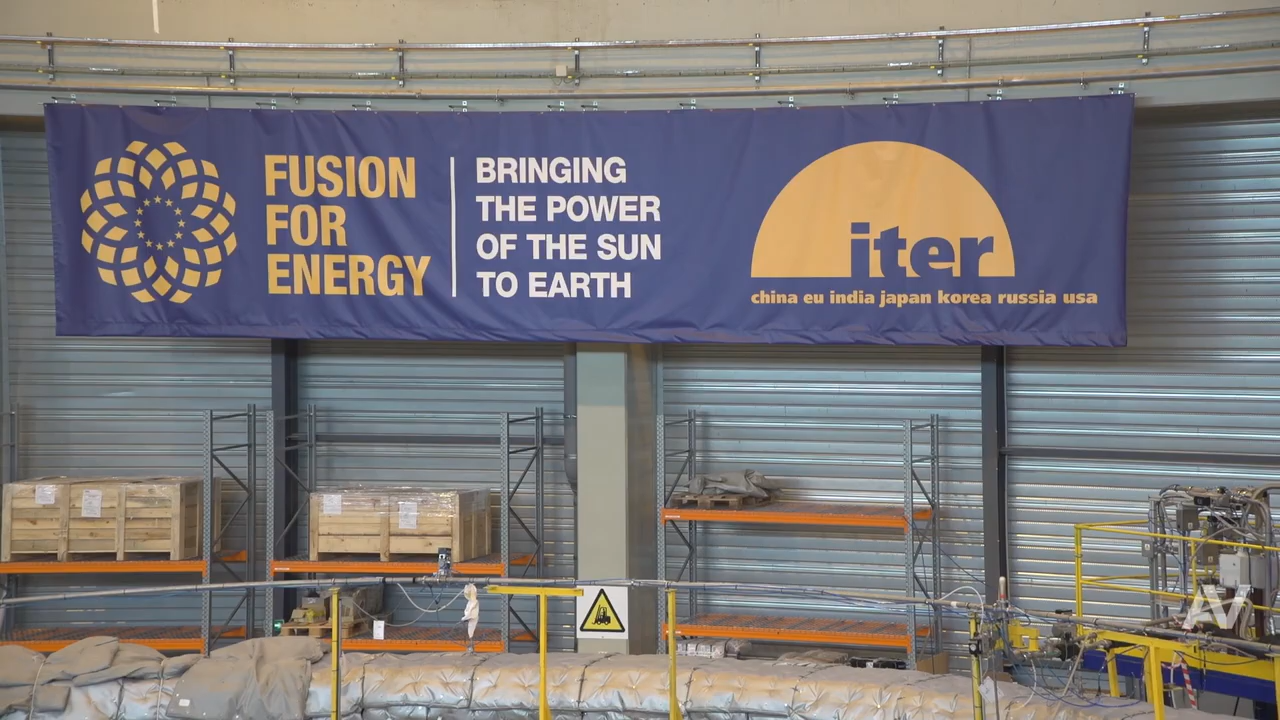 FUSION
FOR
ENERGY
BRINGING
THE POWER
OF THE SUN
TO EARTH
iter
china eu india japan korea russia usa
AV